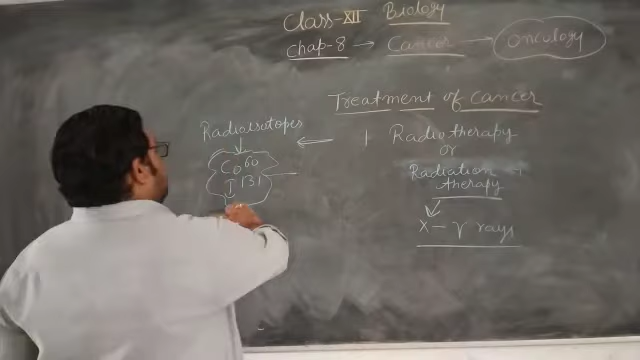 Class-XII Biology
Chap-8 → Cancer → Oncology
Treatment of Cancer
Radioisotopes ← 1 Radiotherapy
or
Radiation
therapy
Co60
I 131
X - γ rays